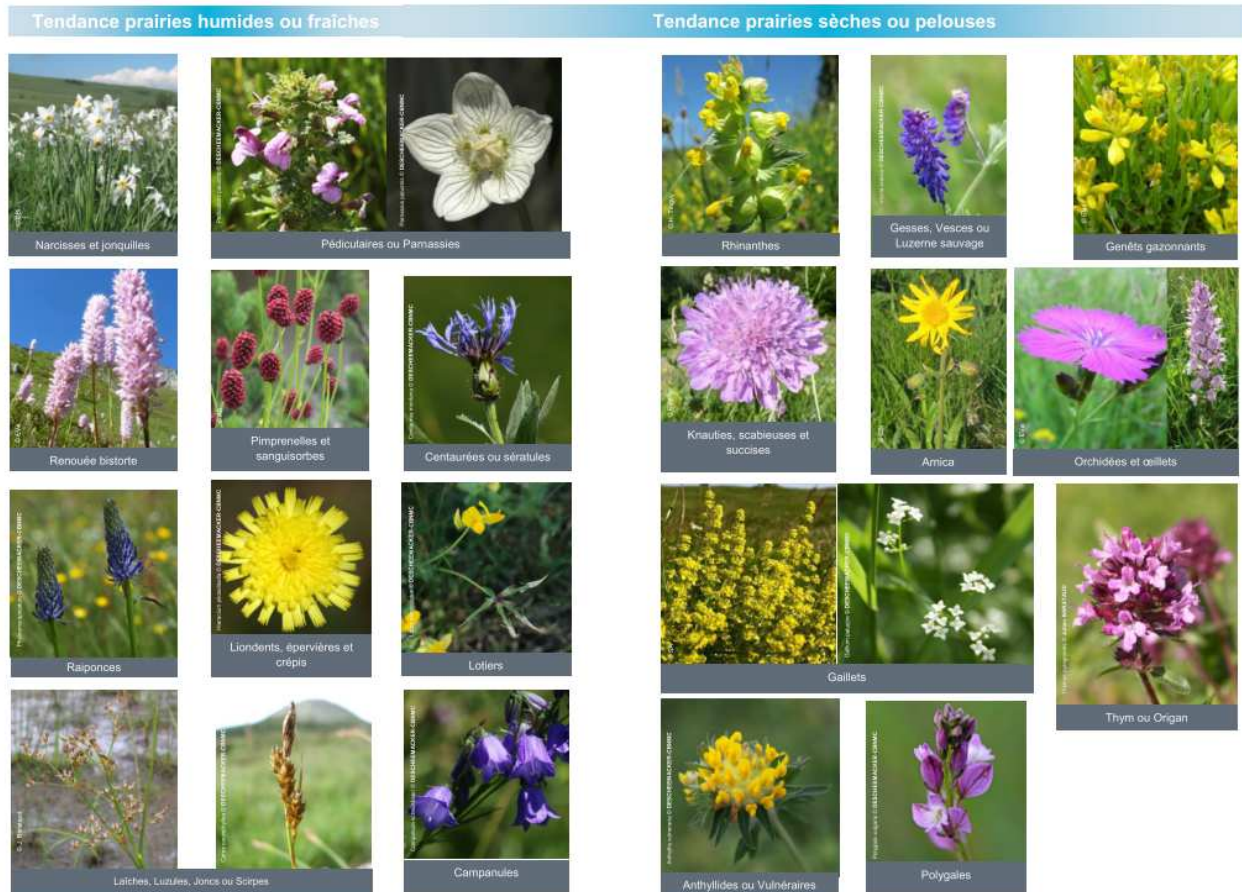 Tendance prairies humides ou fraîches
Tendance prairies sèches ou pelouses
Narcisses et jonquilles
Pédiculaires ou Parnassies
Rhinanthes
Gesses, Vesces ou
Luzerne sauvage
Genêts gazonnants
Renouée bistorte
Pimprenelles et
sanguisorbes
Centaurées ou sératules
Knauties, scabieuses et
succises
Arnica
Orchidées et œillets
Raiponces
Liondents, épervières et
crépis
Lotiers
Gaillets
Thym ou Origan
Laîches, Luzules, Joncs ou Scirpes
Campanules
Anthyllides ou Vulnéraires
Polygales